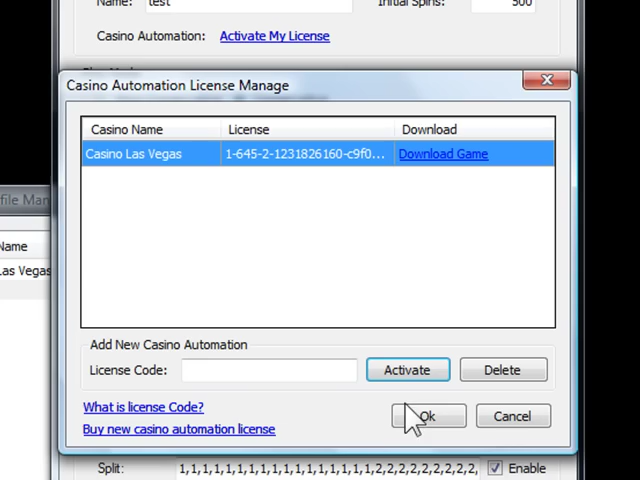 Name: test Initial Spins: 500
Casino Automation: Activate My License
Casino Automation License Manage
Casino Name License Download
Casino Las Vegas 1-645-2-1231826160-c9f0... Download Game
file Man
Name
Las Vegas
Add New Casino Automation
License Code: Activate Delete
What is license Code? Ok Cancel
Buy new casino automation license
Split: 1,1,1,1,1,1,1,1,1,1,1,1,1,1,1,1,1,2,2,2,2,2,2,2,2,2, Enable